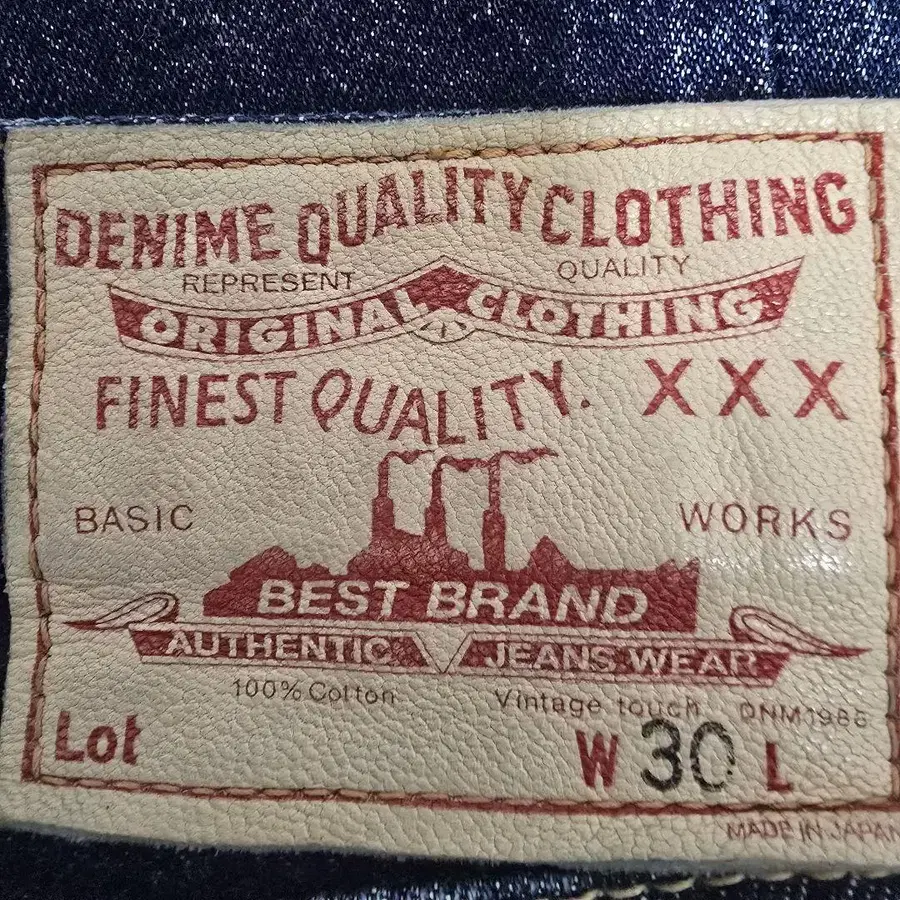 DENIME QUALITY CLOTHING
REPRESENT QUALITY
ORIGINAL CLOTHING
FINEST QUALITY. XXX
BASIC WORKS
BEST BRAND
AUTHENTIC JEANS WEAR
100% Cotton Vintage touch DNM1988
Lot W 30 L
MADE IN JAPAN